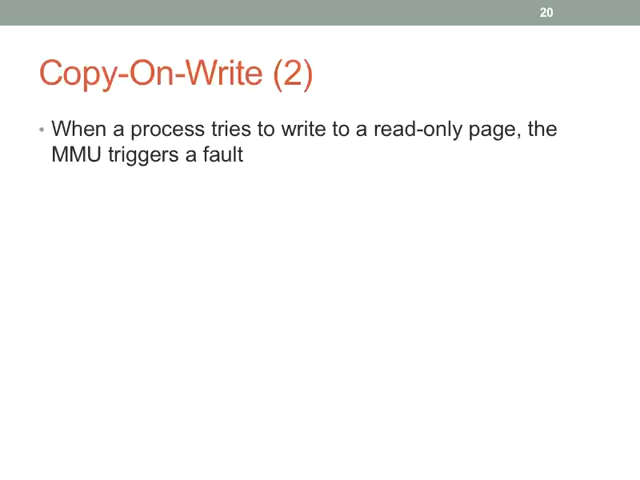 20
Copy-On-Write (2)
• When a process tries to write to a read-only page, the
MMU triggers a fault